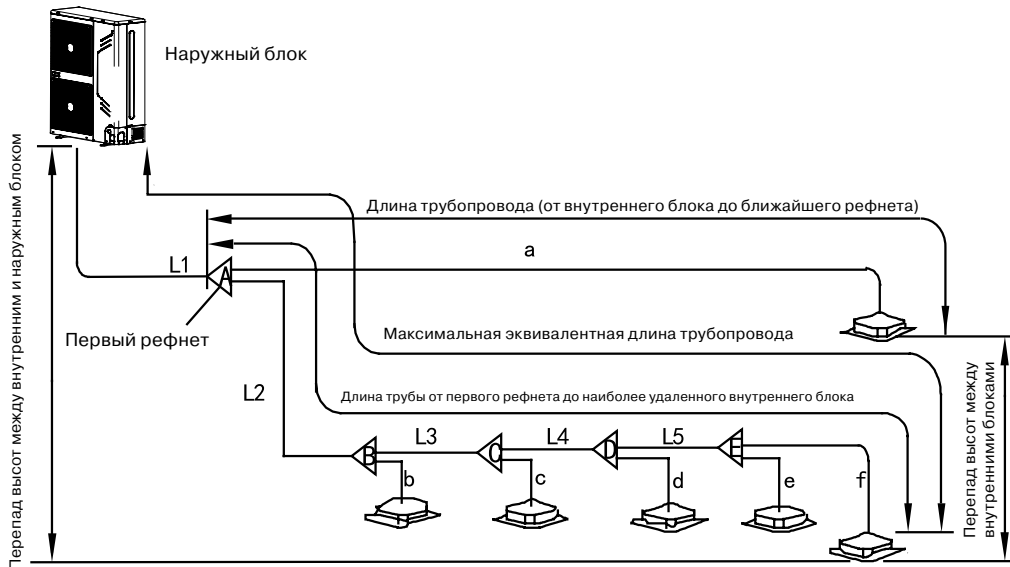 Наружный блок
Длина трубопровода (от внутреннего блока до ближайшего рефнета)
a
L1
A
Первый рефнет
Максимальная эквивалентная длина трубопровода
L2
Длина трубы от первого рефнета до наиболее удаленного внутреннего блока
L3
L4
L5
B
C
D
E
b
c
d
e
f
Перепад высот между внутренним и наружным блоком
Перепад высот между
внутренними блоками